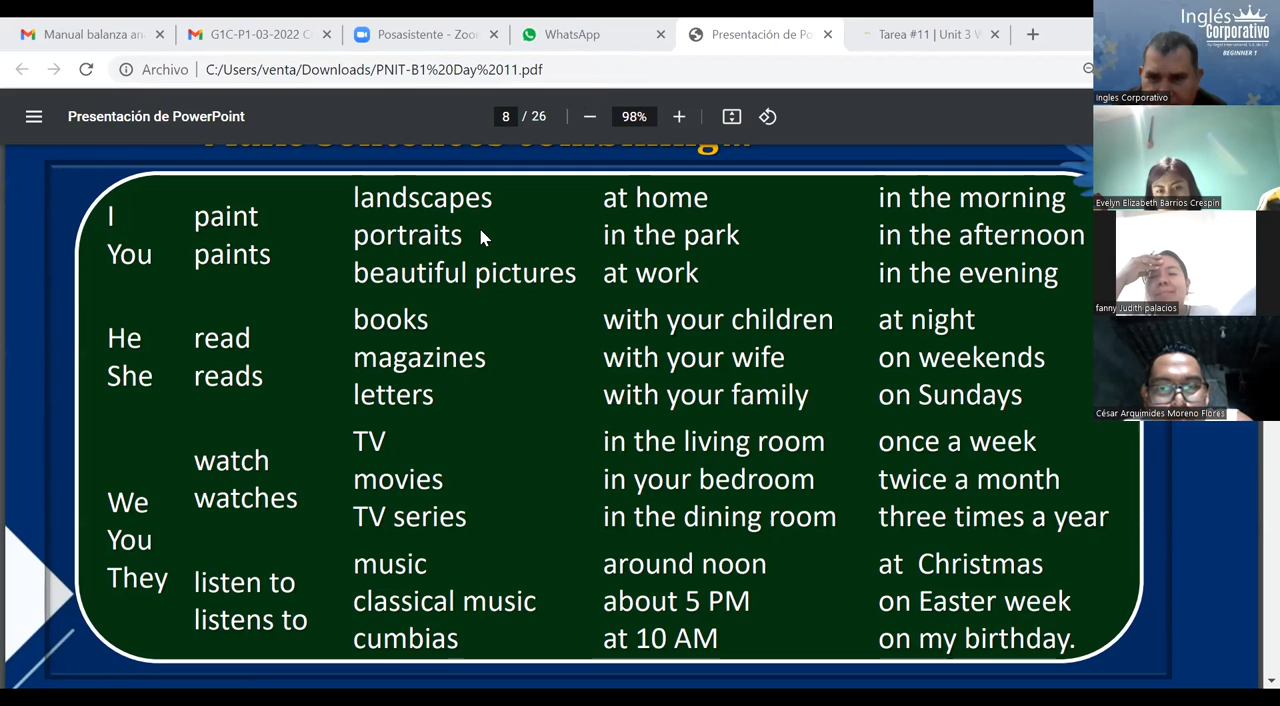 Manual balanza an
G1C-P1-03-2022 C
Posasistente - Zoo
WhatsApp
Presentación de Po
Tarea #11 | Unit 3 W
Archivo
C:/Users/venta/Downloads/PNIT-B1%20Day%2011.pdf
Presentación de PowerPoint
8 / 26
98%
Make sentences combining...
I
You
paint
paints
landscapes
portraits
beautiful pictures
at home
in the park
at work
in the morning
in the afternoon
in the evening
He
She
read
reads
books
magazines
letters
with your children
with your wife
with your family
at night
on weekends
on Sundays
We
You
They
watch
watches
TV
movies
TV series
in the living room
in your bedroom
in the dining room
once a week
twice a month
three times a year
listen to
listens to
music
classical music
cumbias
around noon
about 5 PM
at 10 AM
at Christmas
on Easter week
on my birthday.
Inglés
Corporativo
BEGINNER 1
Ingles Corporativo
Evelyn Elizabeth Barrios Crespin
fanny Judith palacios
César Arquimides Moreno Flores